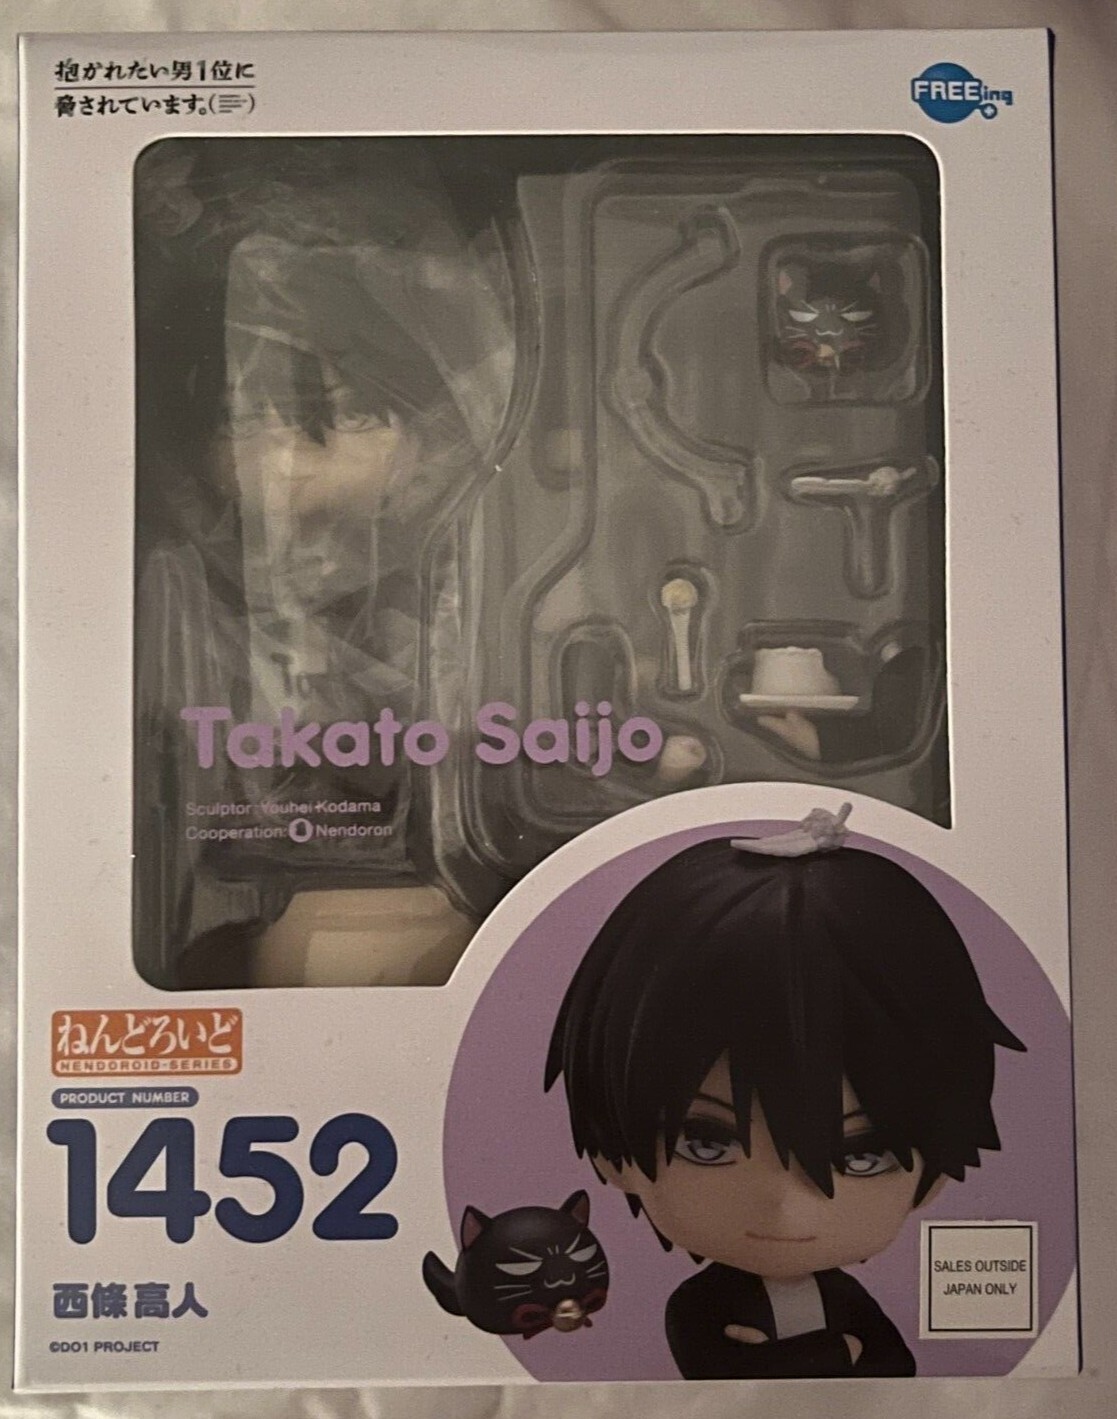 抱かれたい男1位に
脅されています。
FREEing
Takato Saijo
Sculptor: Youhei Kodama
Cooperation: Nendoron
ねんどろいど
NENDOROID-SERIES
PRODUCT NUMBER
1452
西條高人
©DO1 PROJECT
SALES OUTSIDE
JAPAN ONLY